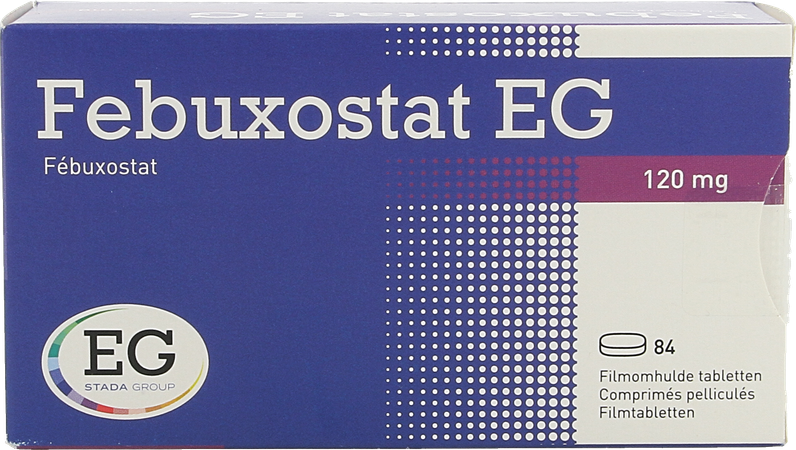 Febuxostat EG
Fébuxostat
120 mg
EG
STADA GROUP
84
Filmomhulde tabletten
Comprimés pelliculés
Filmtabletten